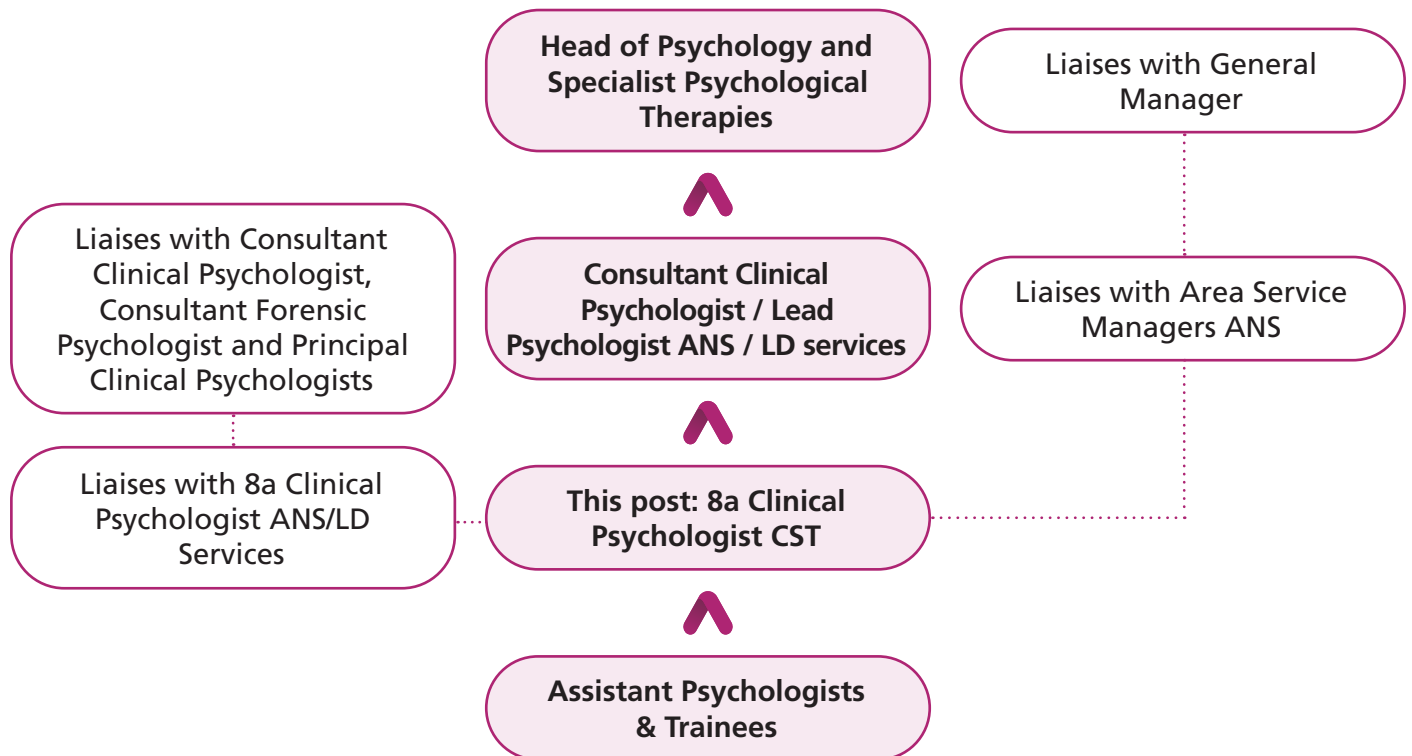 Head of Psychology and
Specialist Psychological
Therapies
Liaises with General
Manager
Liaises with Consultant
Clinical Psychologist,
Consultant Forensic
Psychologist and Principal
Clinical Psychologists
Consultant Clinical
Psychologist / Lead
Psychologist ANS / LD services
Liaises with Area Service
Managers ANS
Liaises with 8a Clinical
Psychologist ANS/LD
Services
This post: 8a Clinical
Psychologist CST
Assistant Psychologists
& Trainees